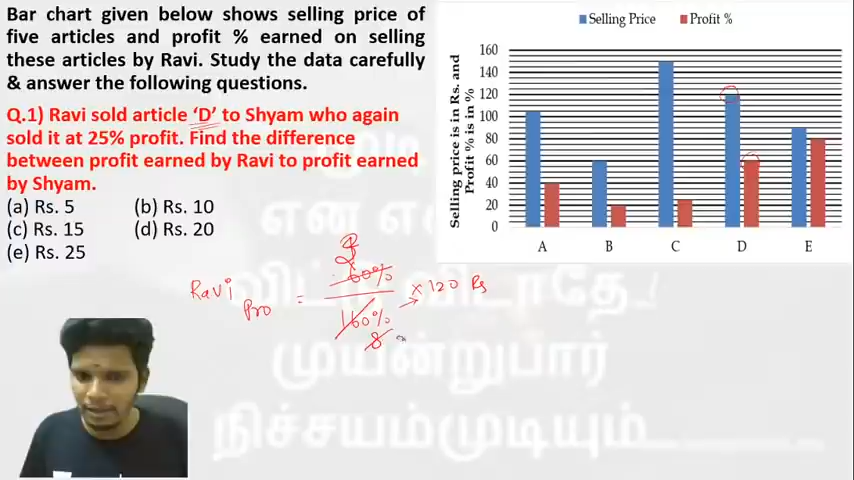 Bar chart given below shows selling price of
five articles and profit % earned on selling
these articles by Ravi. Study the data carefully
& answer the following questions.
Q.1) Ravi sold article 'D' to Shyam who again
sold it at 25% profit. Find the difference
between profit earned by Ravi to profit earned
by Shyam.
(a) Rs. 5 (b) Rs. 10
(c) Rs. 15 (d) Rs. 20
(e) Rs. 25
Selling Price Profit %
Selling price is in Rs. and
Profit % is in %
160
140
120
100
80
60
40
20
0
A B C D E
Ravi Pro = 60% / 160% × 120 Rs
8
என
விட்டுவிடாதே
முயன்றுபார்
நிச்சயம்முடியும்